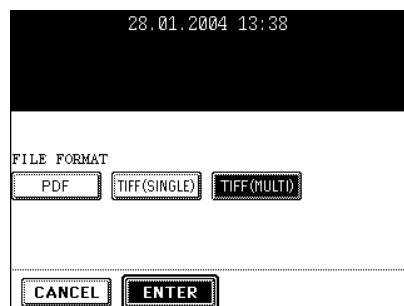 28.01.2004 13:38
FILE FORMAT
PDF TIFF(SINGLE) TIFF(MULTI)
CANCEL ENTER